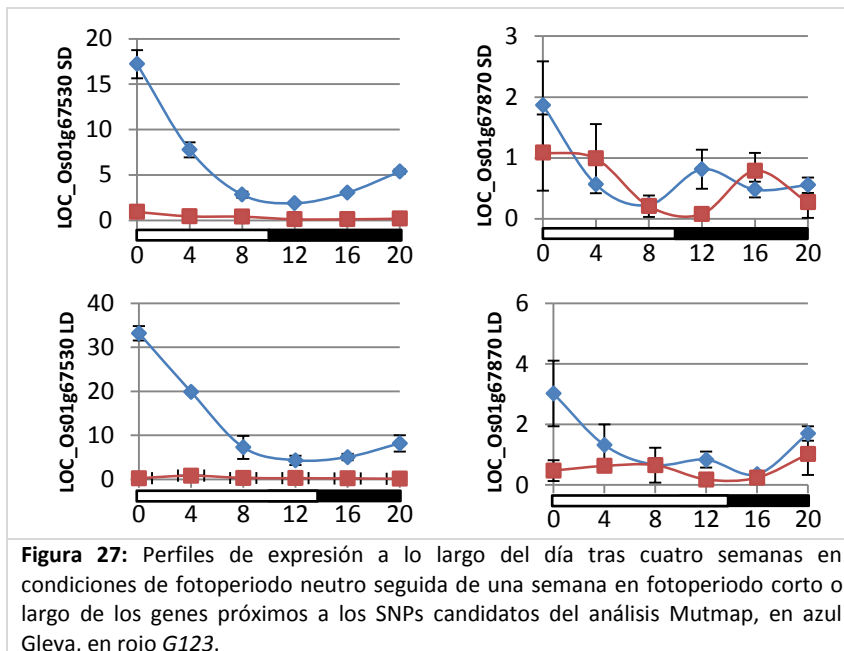 LOC_Os01g67530 SD
20
15
10
5
0
0 4 8 12 16 20
LOC_Os01g67870 SD
3
2
1
0
0 4 8 12 16 20
LOC_Os01g67530 LD
40
30
20
10
0
0 4 8 12 16 20
LOC_Os01g67870 LD
6
4
2
0
0 4 8 12 16 20
Figura 27: Perfiles de expresión a lo largo del día tras cuatro semanas en
condiciones de fotoperiodo neutro seguida de una semana en fotoperiodo corto o
largo de los genes próximos a los SNPs candidatos del análisis Mutmap, en azul
Gleva, en rojo G123.